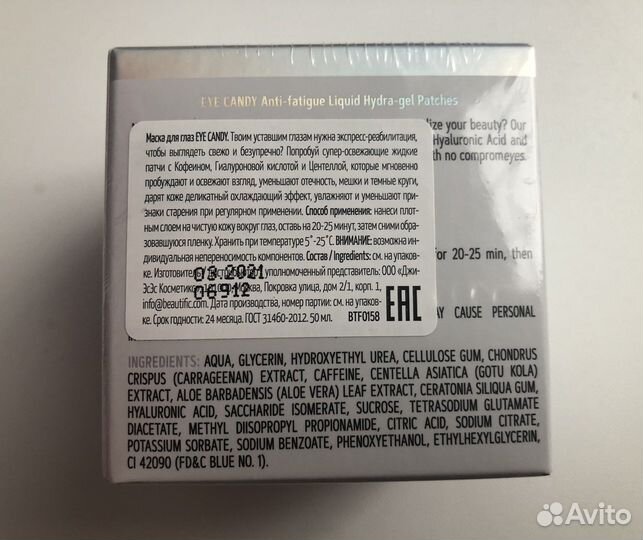 EYE CANDY Anti-fatigue Liquid Hydra-gel Patches
lize your beauty? Our
Hyaluronic Acid and
th no compromeyes.
for 20-25 min, then
AY CAUSE PERSONAL
Маска для глаз EYE CANDY. Твоим уставшим глазам нужна экспресс-реабилитация,
чтобы выглядеть свежо и безупречно? Попробуй супер-освежающие жидкие
патчи с Кофеином, Гиалуроновой кислотой и Центеллой, которые мгновенно
пробуждают и освежают взгляд, уменьшают отечность, мешки и темные круги,
дарят коже деликатный охлаждающий эффект, увлажняют и уменьшают при-
знаки старения при регулярном применении. Способ применения: нанеси плот-
ным слоем на чистую кожу вокруг глаз, оставь на 20-25 минут, затем сними обра-
зовавшуюся пленку. Хранить при температуре 5°-25°С. ВНИМАНИЕ: возможна ин-
дивидуальная непереносимость компонентов. Состав / Ingredients: см. на упаков-
ке. Изготовитель уполномоченный представитель: ООО «Джи-
ЭсЭс Косметикс» Москва, Покровка улица, дом 2/1, корп. 1,
info@beautific.com. Дата производства, номер партии: см. на упаков-
ке. Срок годности: 24 месяца. ГОСТ 31460-2012. 50 мл. BTF0158
03.2021
06912
EAC
INGREDIENTS: AQUA, GLYCERIN, HYDROXYETHYL UREA, CELLULOSE GUM, CHONDRUS
CRISPUS (CARRAGEENAN) EXTRACT, CAFFEINE, CENTELLA ASIATICA (GOTU KOLA)
EXTRACT, ALOE BARBADENSIS (ALOE VERA) LEAF EXTRACT, CERATONIA SILIQUA GUM,
HYALURONIC ACID, SACCHARIDE ISOMERATE, SUCROSE, TETRASODIUM GLUTAMATE
DIACETATE, METHYL DIISOPROPYL PROPIONAMIDE, CITRIC ACID, SODIUM CITRATE,
POTASSIUM SORBATE, SODIUM BENZOATE, PHENOXYETHANOL, ETHYLHEXYLGLYCERIN,
CI 42090 (FD&C BLUE NO. 1).
Avito